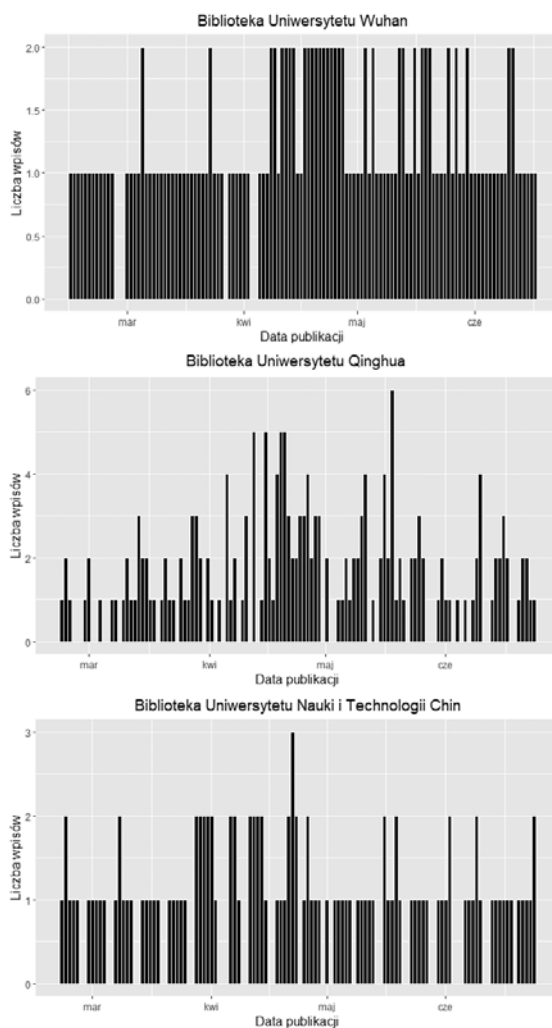 Biblioteka Uniwersytetu Wuhan
2.0
1.5
1.0
0.5
0.0
Liczba wpisów
mar kwi maj cze
Data publikacji
Biblioteka Uniwersytetu Qinghua
6
4
2
0
Liczba wpisów
mar kwi maj cze
Data publikacji
Biblioteka Uniwersytetu Nauki i Technologii Chin
3
2
1
0
Liczba wpisów
mar kwi maj cze
Data publikacji